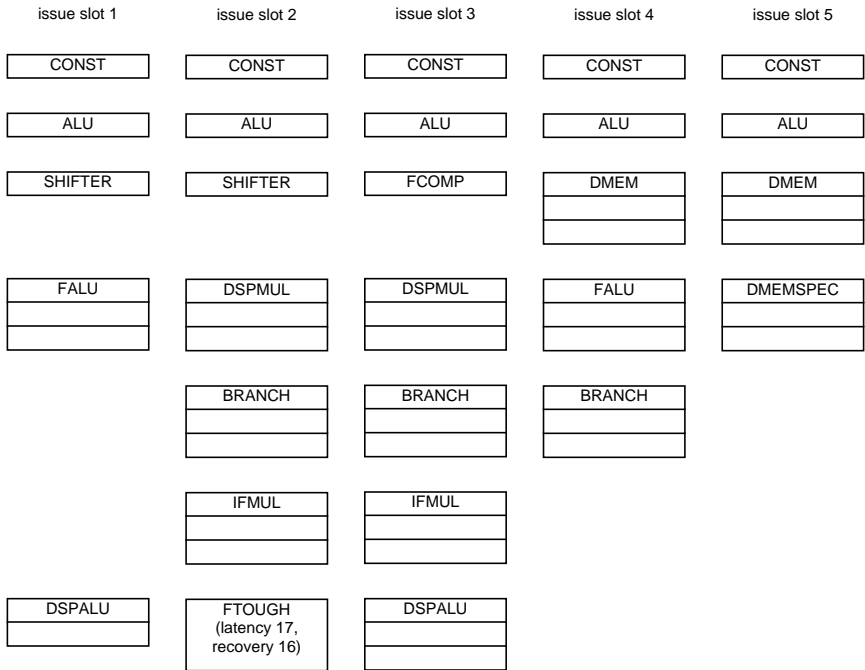 issue slot 1 issue slot 2 issue slot 3 issue slot 4 issue slot 5
CONST CONST CONST CONST CONST
ALU ALU ALU ALU ALU
SHIFTER SHIFTER FCOMP DMEM DMEM
FALU DSPMUL DSPMUL FALU DMEMSPEC
BRANCH BRANCH BRANCH
IFMUL IFMUL
DSPALU FTOUGH DSPALU
(latency 17,
recovery 16)